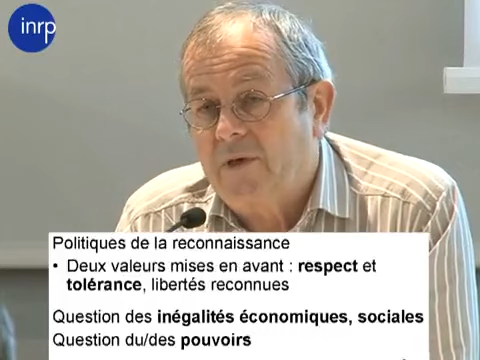 inrp
Politiques de la reconnaissance
• Deux valeurs mises en avant : respect et
tolérance, libertés reconnues
Question des inégalités économiques, sociales
Question du/des pouvoirs